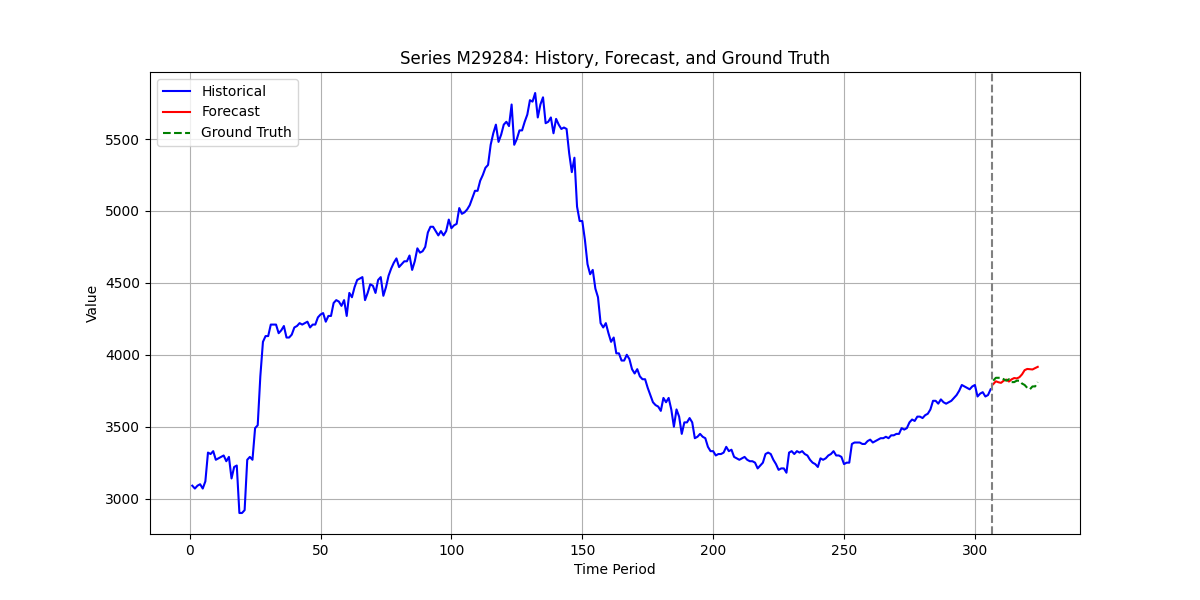 Series M29284: History, Forecast, and Ground Truth
Historical
Forecast
Ground Truth
5500
5000
4500
4000
3500
3000
Value
0 50 100 150 200 250 300
Time Period